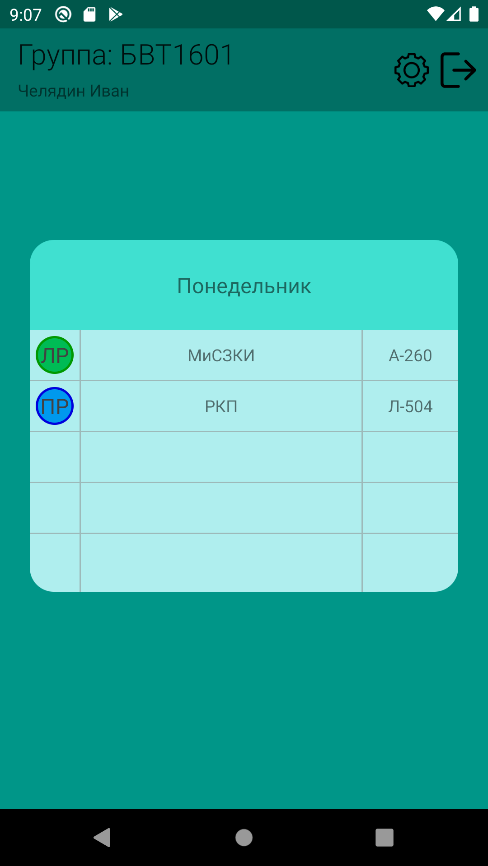 9:07
Группа: БВТ1601
Челядин Иван
Понедельник
ЛР МиСЗКИ А-260
ПР РКП Л-504